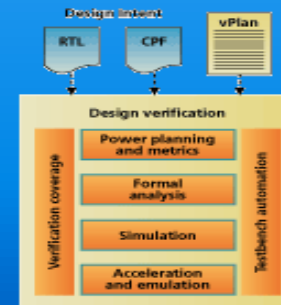 Design Intent
RTL
CPF
vPlan
Design verification
Verification coverage
Power planning
and metrics
Formal
analysis
Simulation
Acceleration
and emulation
Testbench automation